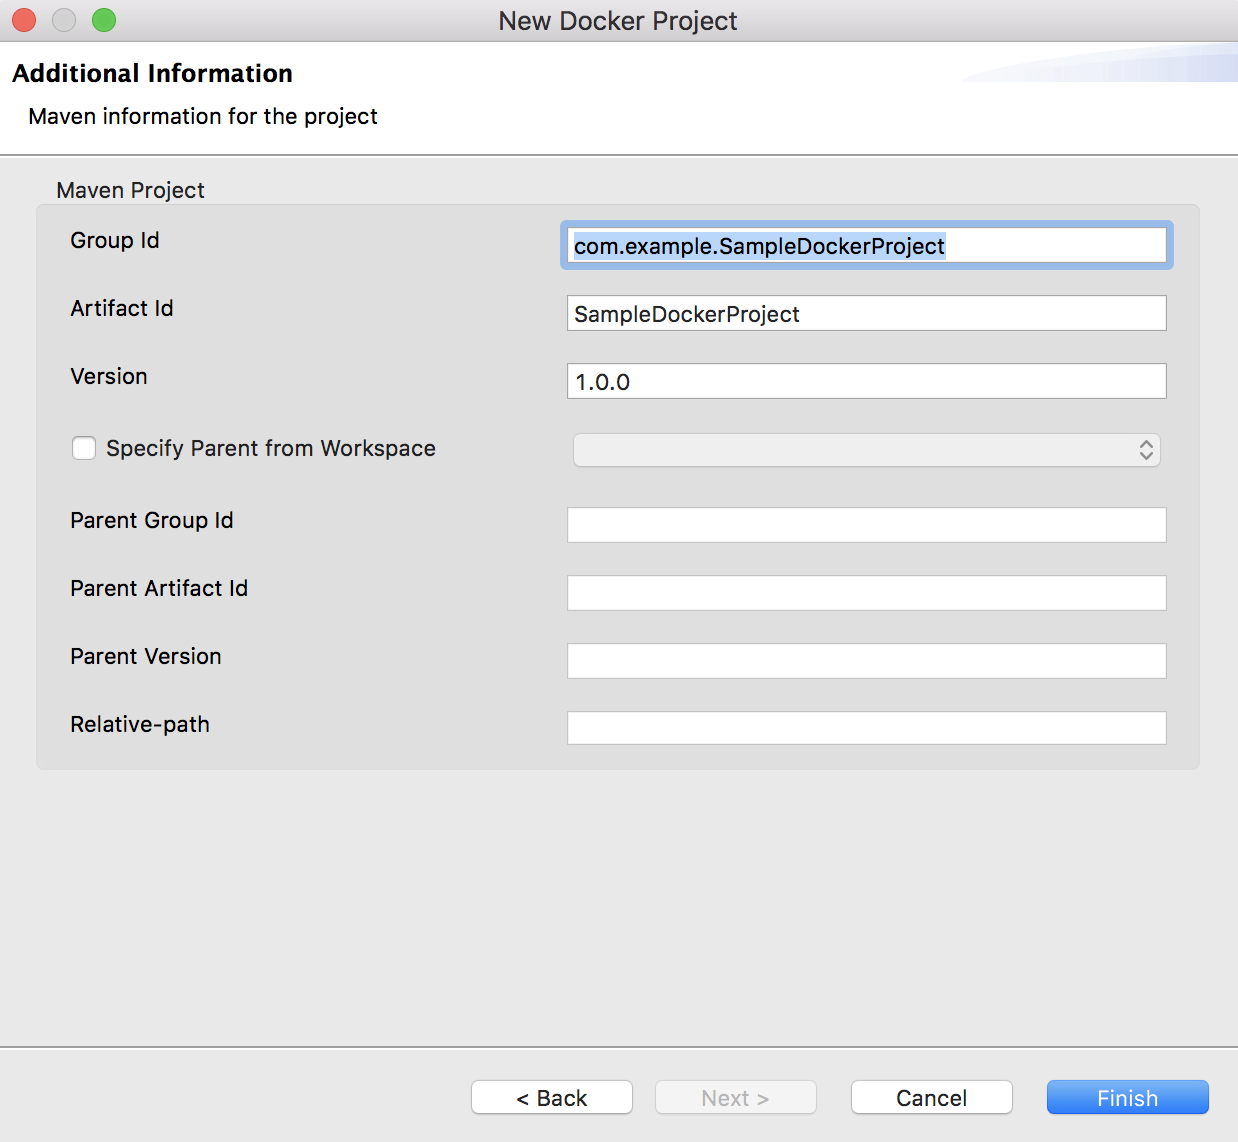 New Docker Project
Additional Information
Maven information for the project
Maven Project
Group Id com.example.SampleDockerProject
Artifact Id SampleDockerProject
Version 1.0.0
Specify Parent from Workspace
Parent Group Id
Parent Artifact Id
Parent Version
Relative-path
< Back Next > Cancel Finish